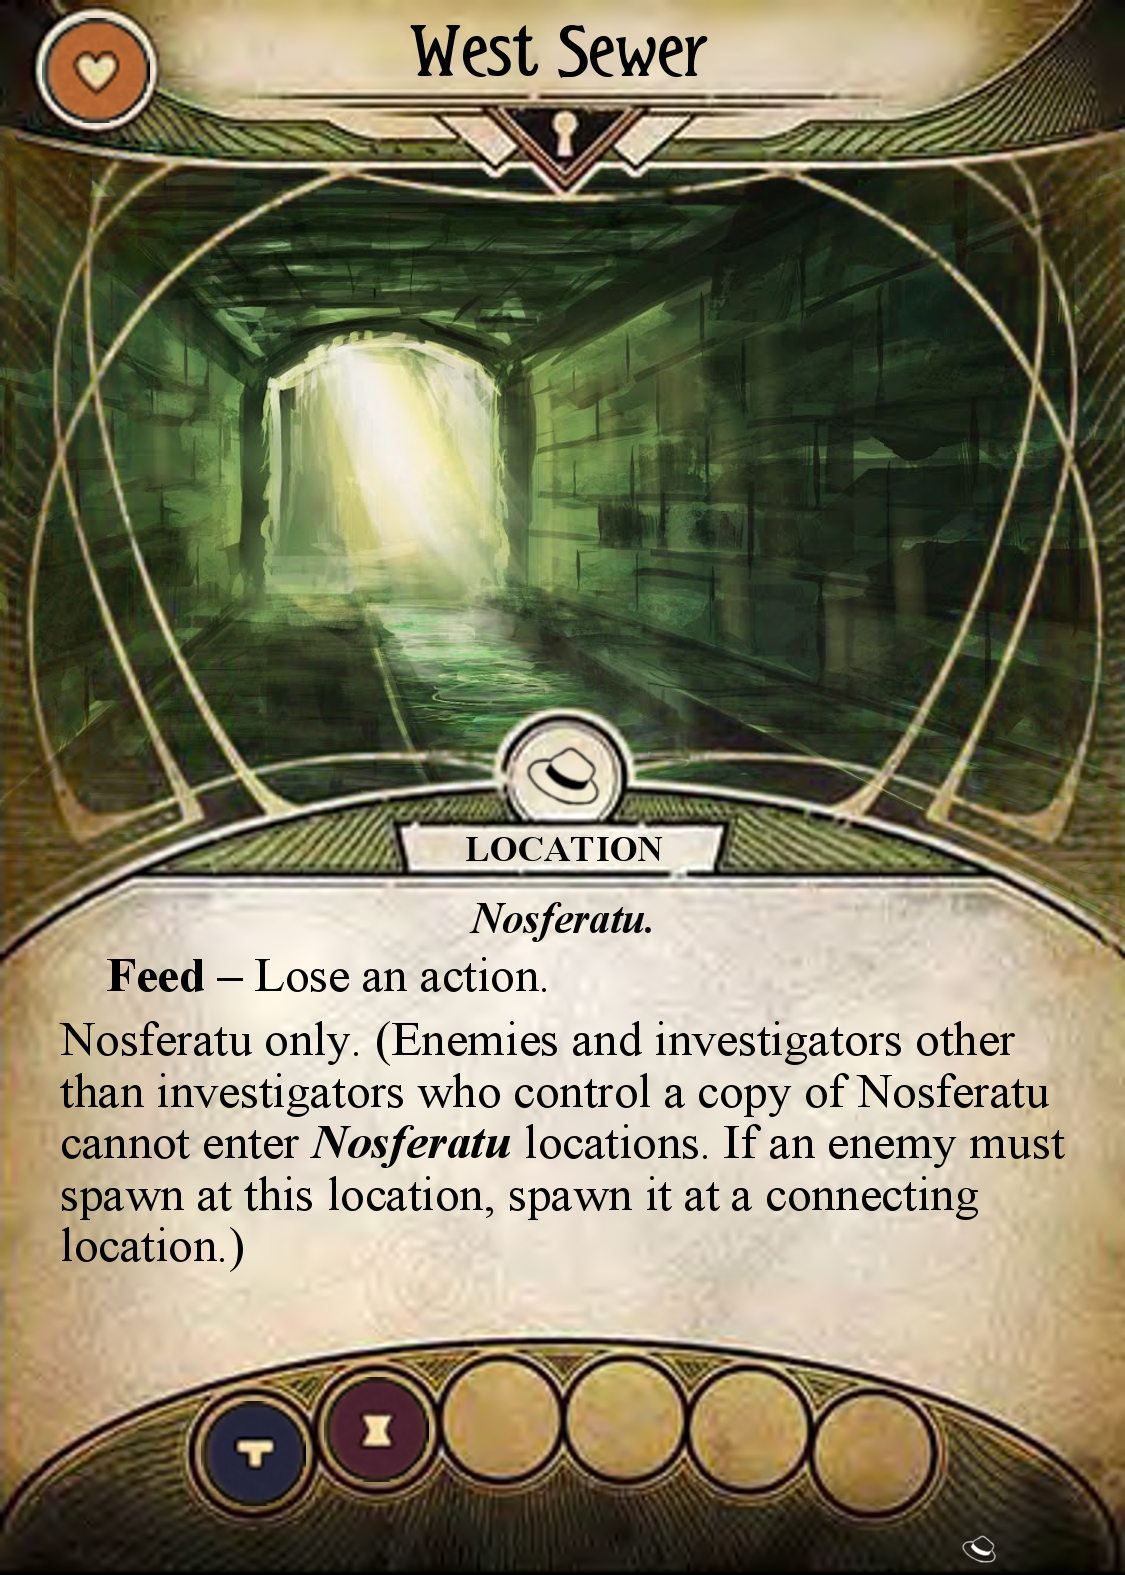 West Sewer
LOCATION
Nosferatu.
Feed – Lose an action.
Nosferatu only. (Enemies and investigators other
than investigators who control a copy of Nosferatu
cannot enter Nosferatu locations. If an enemy must
spawn at this location, spawn it at a connecting
location.)